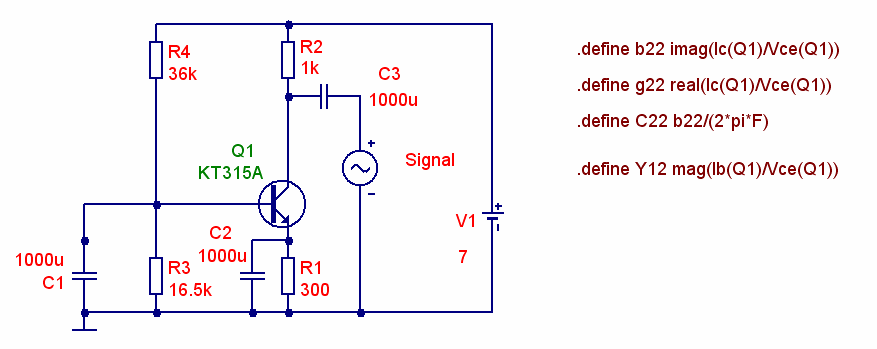 R4
36k
R2
1k
C3
1000u
.define b22 imag(Ic(Q1)/Vce(Q1))
.define g22 real(Ic(Q1)/Vce(Q1))
.define C22 b22/(2*pi*F)
.define Y12 mag(Ib(Q1)/Vce(Q1))
Q1
KT315A
+
Signal
-
C2
1000u
V1
+
-
7
1000u
C1
R3
16.5k
R1
300